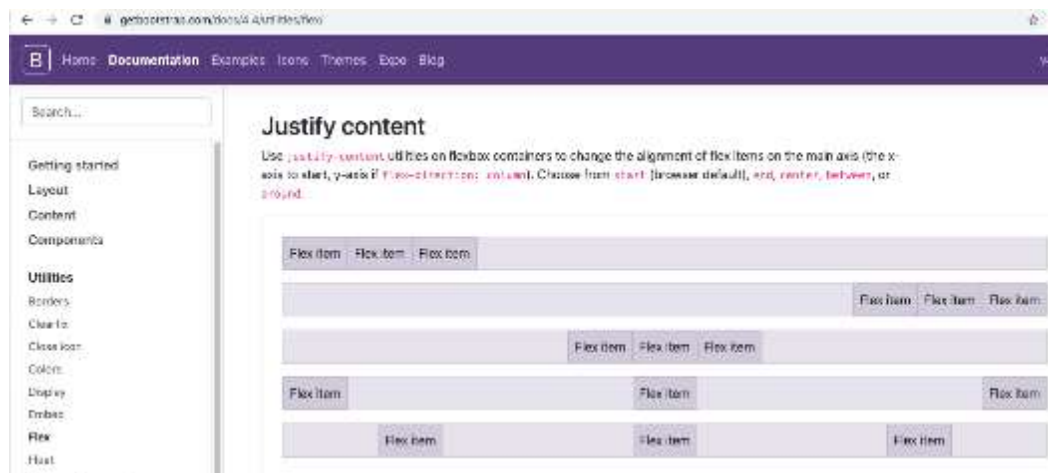 getbootstrap.com/docs/4.4/utilities/flex/
B Home Documentation Examples Icons Themes Expo Blog
Search...
Getting started
Layout
Content
Components
Utilities
Borders
Clearfix
Close icon
Colors
Display
Embed
Flex
Float
Justify content
Use justify-content utilities on flexbox containers to change the alignment of flex items on the main axis (the x-
axis to start, y-axis if flex-direction: column). Choose from start (browser default), end, center, between, or
around.
Flex item Flex item Flex item
Flex item Flex item Flex item
Flex item Flex item Flex item
Flex item Flex item Flex item
Flex item Flex item Flex item